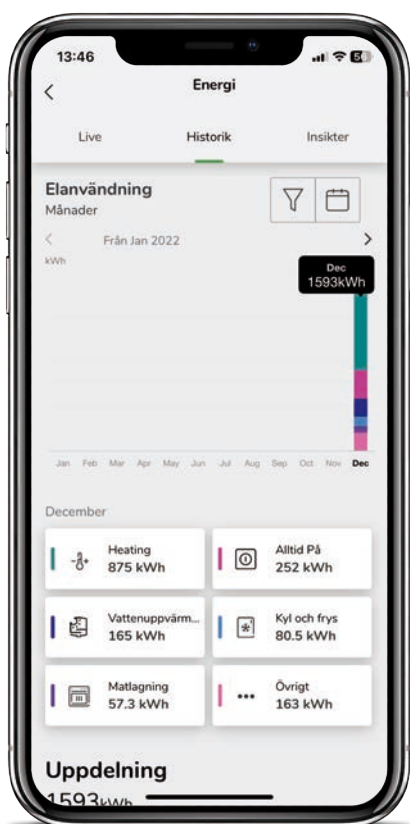 13:46
56
Energi
Live Historik Insikter
Elanvändning
Månader
Från Jan 2022
kWh
Dec
1593kWh
Jan Feb Mar Apr May Jun Jul Aug Sep Oct Nov Dec
December
Heating
875 kWh
Alltid På
252 kWh
Vattenuppvärm...
165 kWh
Kyl och frys
80.5 kWh
Matlagning
57.3 kWh
Övrigt
163 kWh
Uppdelning
1593kWh